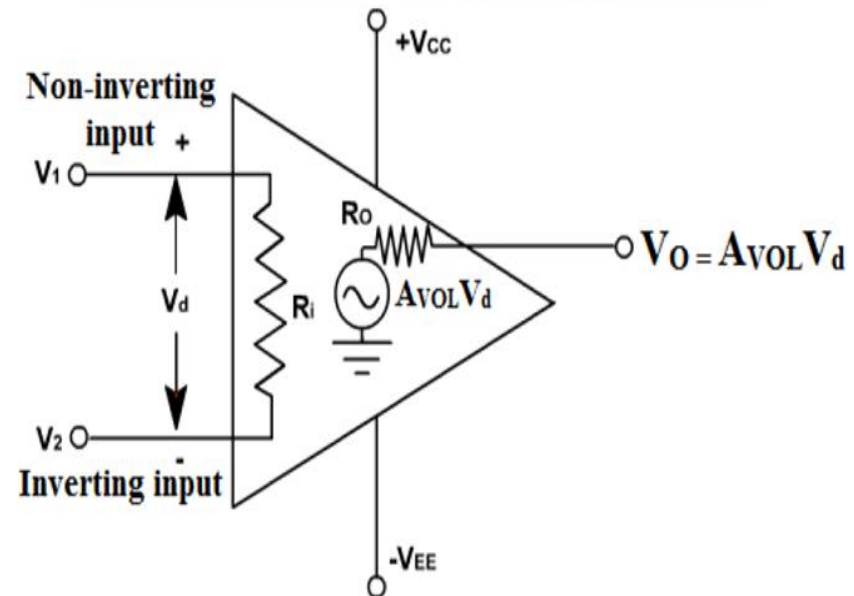 +VCC
Non-inverting
input +
V1
RO
VO = AVOLVd
Vd
Ri
AVOLVd
V2
-
Inverting input
-VEE